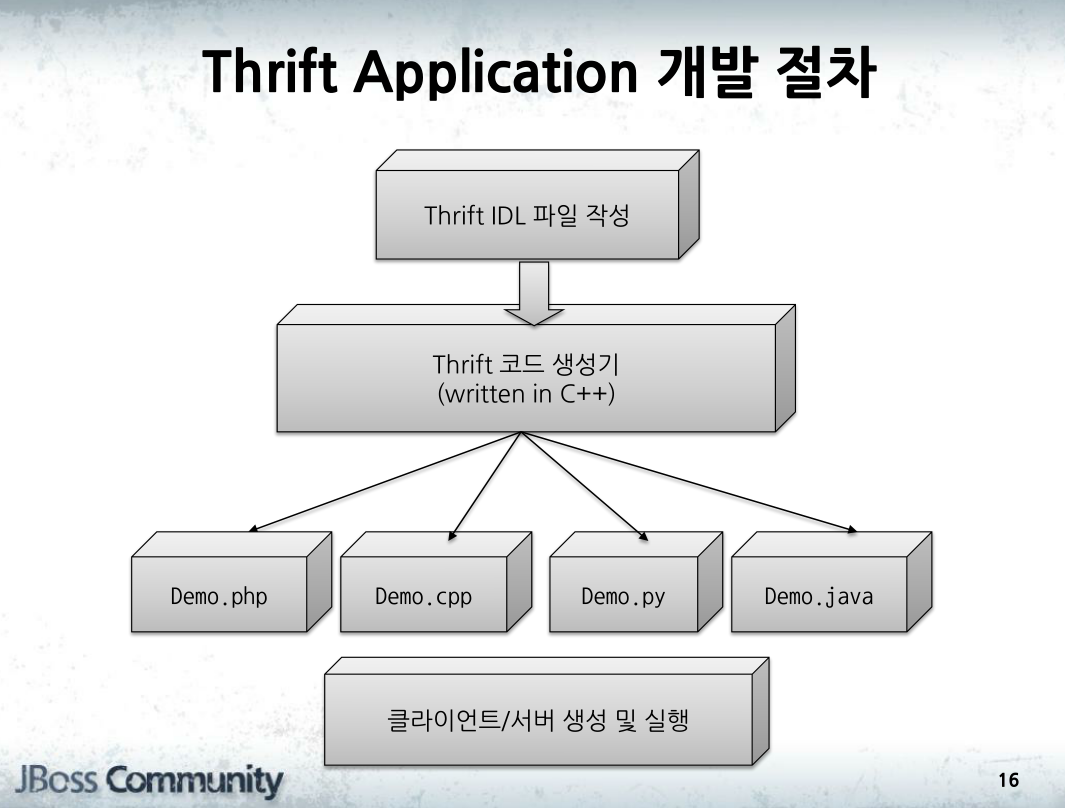 Thrift Application 개발 절차
Thrift IDL 파일 작성
Thrift 코드 생성기
(written in C++)
Demo.php
Demo.cpp
Demo.py
Demo.java
클라이언트/서버 생성 및 실행
JBoss Community
16